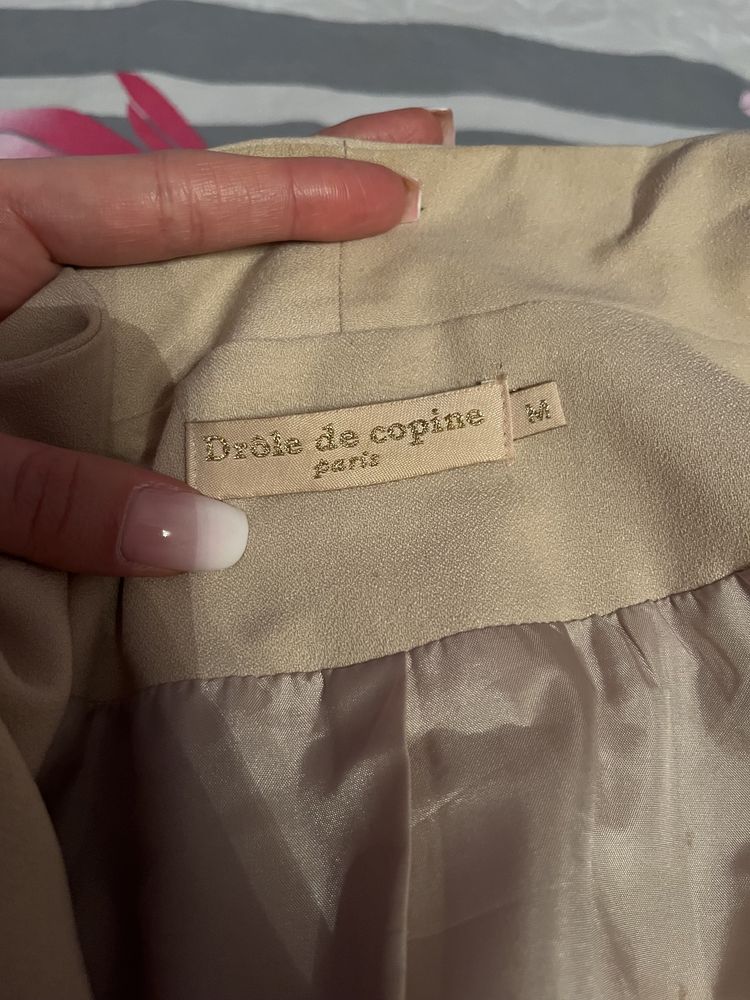 Drôle de copine
paris
M